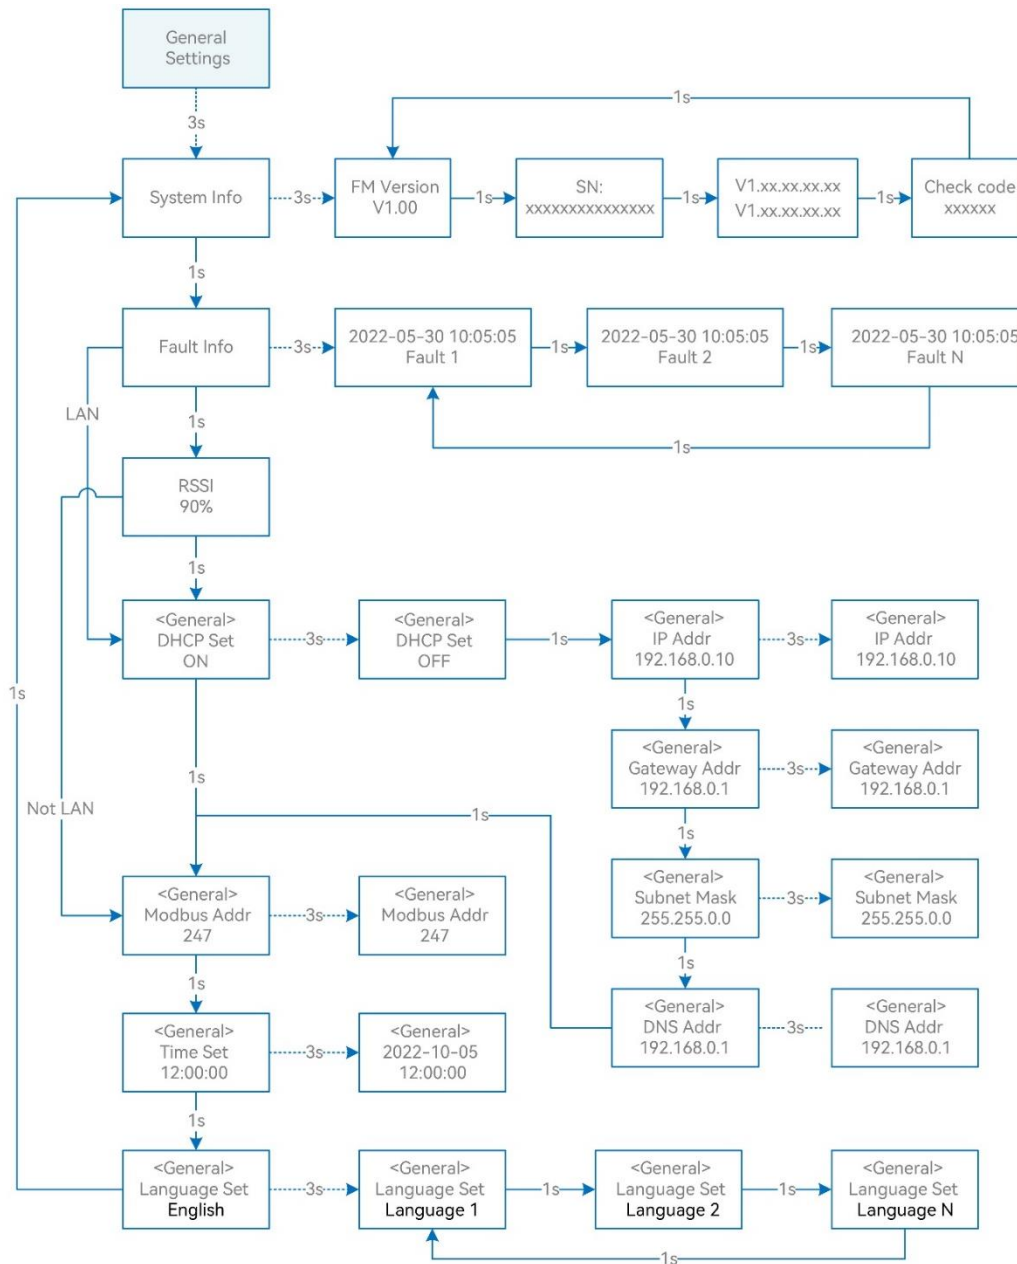 General
Settings
3s
1s
System Info
3s
FM Version
V1.00
1s
SN:
xxxxxxxxxxxxxxx
1s
V1.xx.xx.xx.xx
V1.xx.xx.xx.xx
1s
Check code
xxxxxx
1s
Fault Info
3s
2022-05-30 10:05:05
Fault 1
1s
2022-05-30 10:05:05
Fault 2
1s
2022-05-30 10:05:05
Fault N
LAN
1s
1s
RSSI
90%
1s
<General>
DHCP Set
ON
3s
<General>
DHCP Set
OFF
1s
<General>
IP Addr
192.168.0.10
3s
<General>
IP Addr
192.168.0.10
1s
1s
<General>
Gateway Addr
192.168.0.1
3s
<General>
Gateway Addr
192.168.0.1
1s
Not LAN
1s
1s
<General>
Modbus Addr
247
3s
<General>
Modbus Addr
247
<General>
Subnet Mask
255.255.0.0
3s
<General>
Subnet Mask
255.255.0.0
1s
1s
<General>
Time Set
12:00:00
3s
<General>
2022-10-05
12:00:00
<General>
DNS Addr
192.168.0.1
3s
<General>
DNS Addr
192.168.0.1
1s
<General>
Language Set
English
3s
<General>
Language Set
Language 1
1s
<General>
Language Set
Language 2
1s
<General>
Language Set
Language N
1s